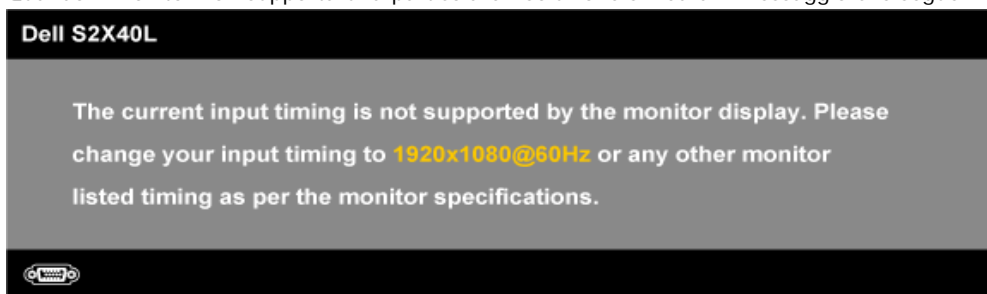 Dell S2X40L
The current input timing is not supported by the monitor display. Please
change your input timing to 1920x1080@60Hz or any other monitor
listed timing as per the monitor specifications.